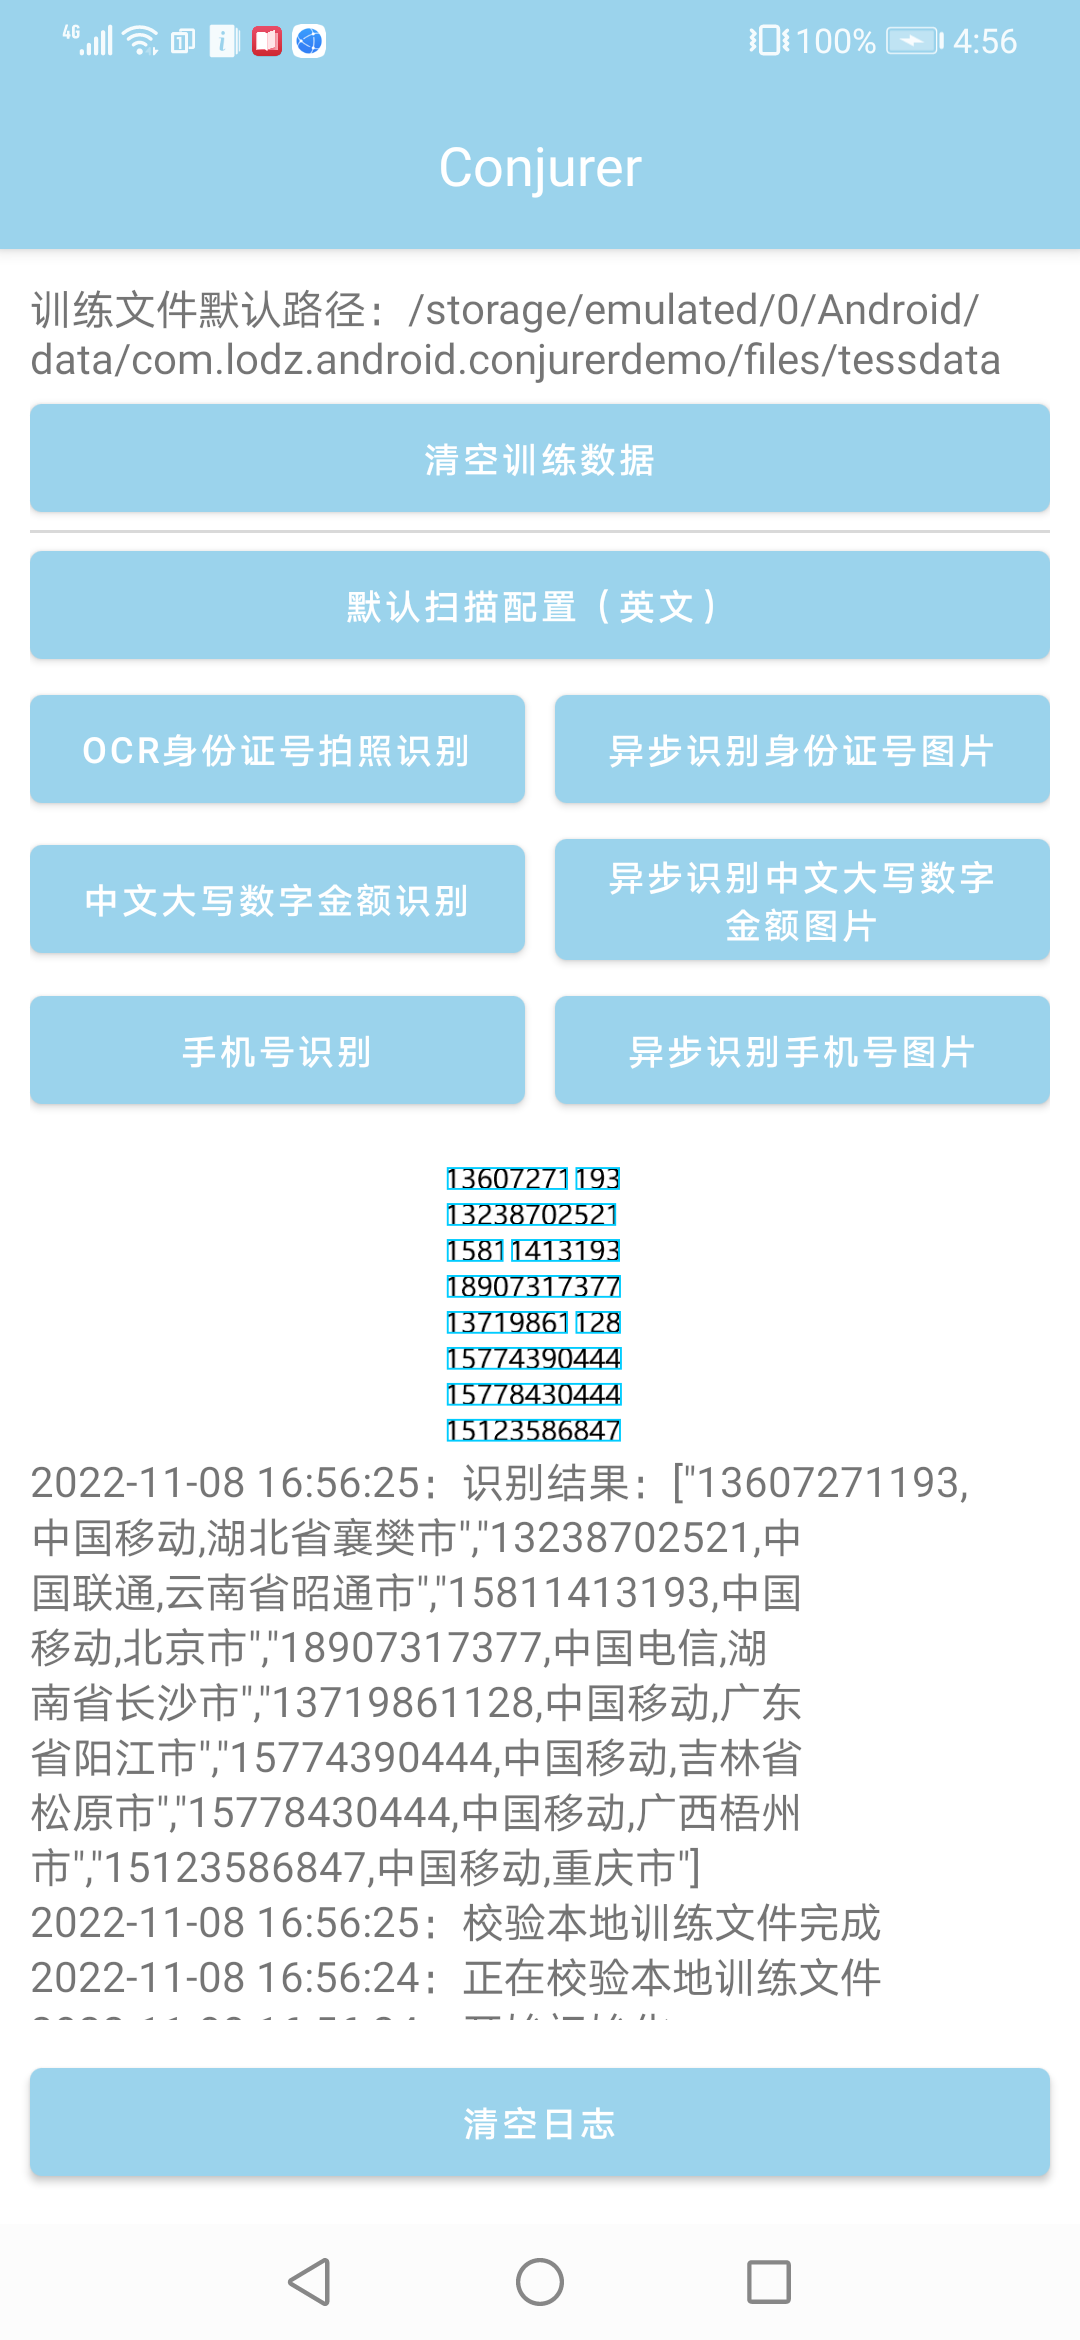 4G 100% 4:56
Conjurer
训练文件默认路径：/storage/emulated/0/Android/
data/com.lodz.android.conjurerdemo/files/tessdata
清空训练数据
默认扫描配置（英文）
OCR身份证号拍照识别 异步识别身份证号图片
中文大写数字金额识别 异步识别中文大写数字
金额图片
手机号识别 异步识别手机号图片
13607271 193
13238702521
1581 1413193
18907317377
13719861 128
15774390444
15778430444
15123586847
2022-11-08 16:56:25：识别结果：["13607271193,
中国移动,湖北省襄樊市","13238702521,中
国联通,云南省昭通市","15811413193,中国
移动,北京市","18907317377,中国电信,湖
南省长沙市","13719861128,中国移动,广东
省阳江市","15774390444,中国移动,吉林省
松原市","15778430444,中国移动,广西梧州
市","15123586847,中国移动,重庆市"]
2022-11-08 16:56:25：校验本地训练文件完成
2022-11-08 16:56:24：正在校验本地训练文件
清空日志